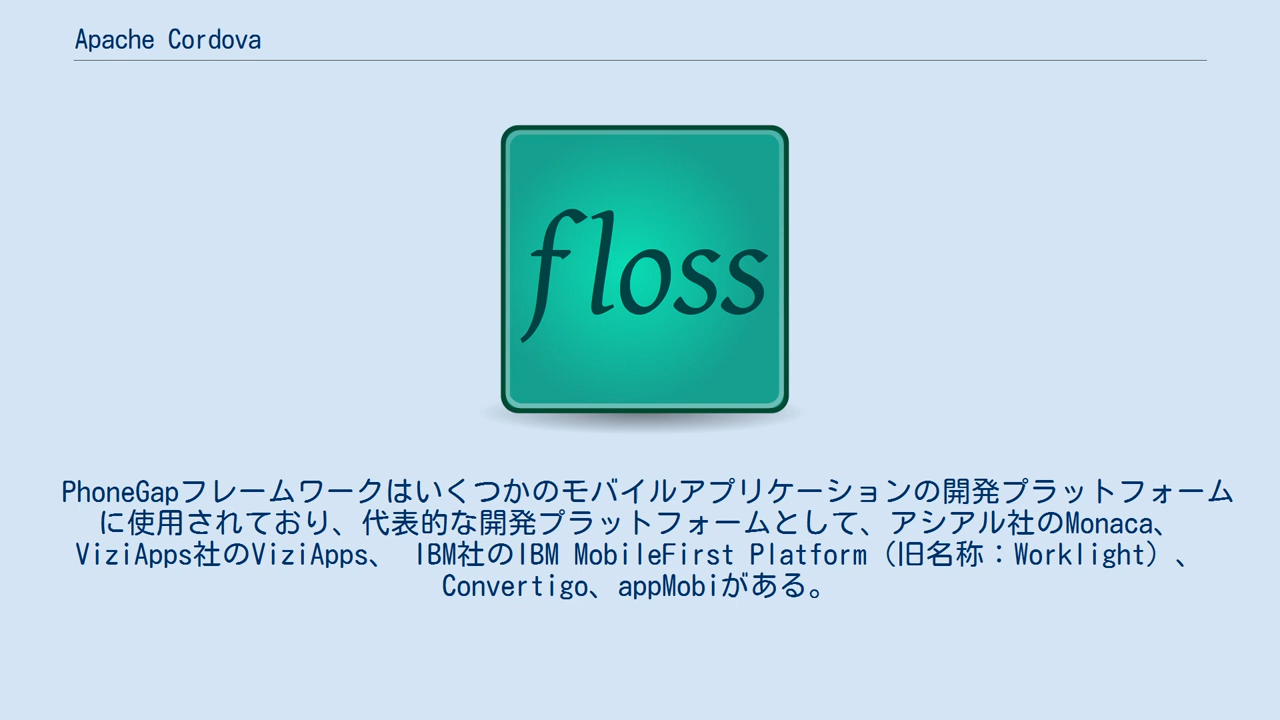 Apache Cordova
floss
PhoneGapフレームワークはいくつかのモバイルアプリケーションの開発プラットフォーム
に使用されており、代表的な開発プラットフォームとして、アシアル社のMonaca、
ViziApps社のViziApps、 IBM社のIBM MobileFirst Platform（旧名称：Worklight）、
Convertigo、appMobiがある。